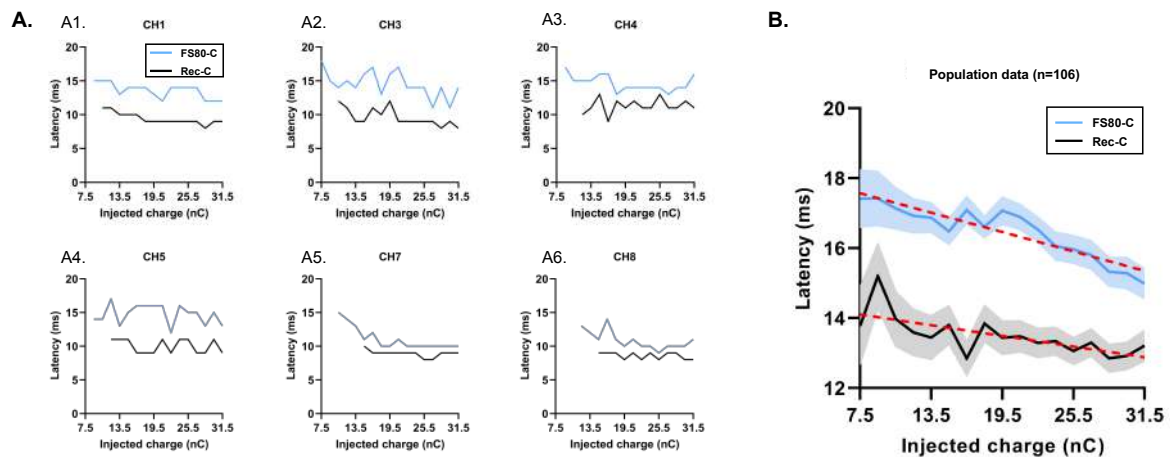 A.
A1.
CH1
20
15
10
5
0
Latency (ms)
FS80-C
Rec-C
7.5 13.5 19.5 25.5 31.5
Injected charge (nC)
A2.
CH3
20
15
10
5
0
Latency (ms)
7.5 13.5 19.5 25.5 31.5
Injected charge (nC)
A3.
CH4
20
15
10
5
0
Latency (ms)
7.5 13.5 19.5 25.5 31.5
Injected charge (nC)
A4.
CH5
20
15
10
5
0
Latency (ms)
7.5 13.5 19.5 25.5 31.5
Injected charge (nC)
A5.
CH7
20
15
10
5
0
Latency (ms)
7.5 13.5 19.5 25.5 31.5
Injected charge (nC)
A6.
CH8
20
15
10
5
0
Latency (ms)
7.5 13.5 19.5 25.5 31.5
Injected charge (nC)
B.
Population data (n=106)
FS80-C
Rec-C
20
18
16
14
12
Latency (ms)
7.5 13.5 19.5 25.5 31.5
Injected charge (nC)